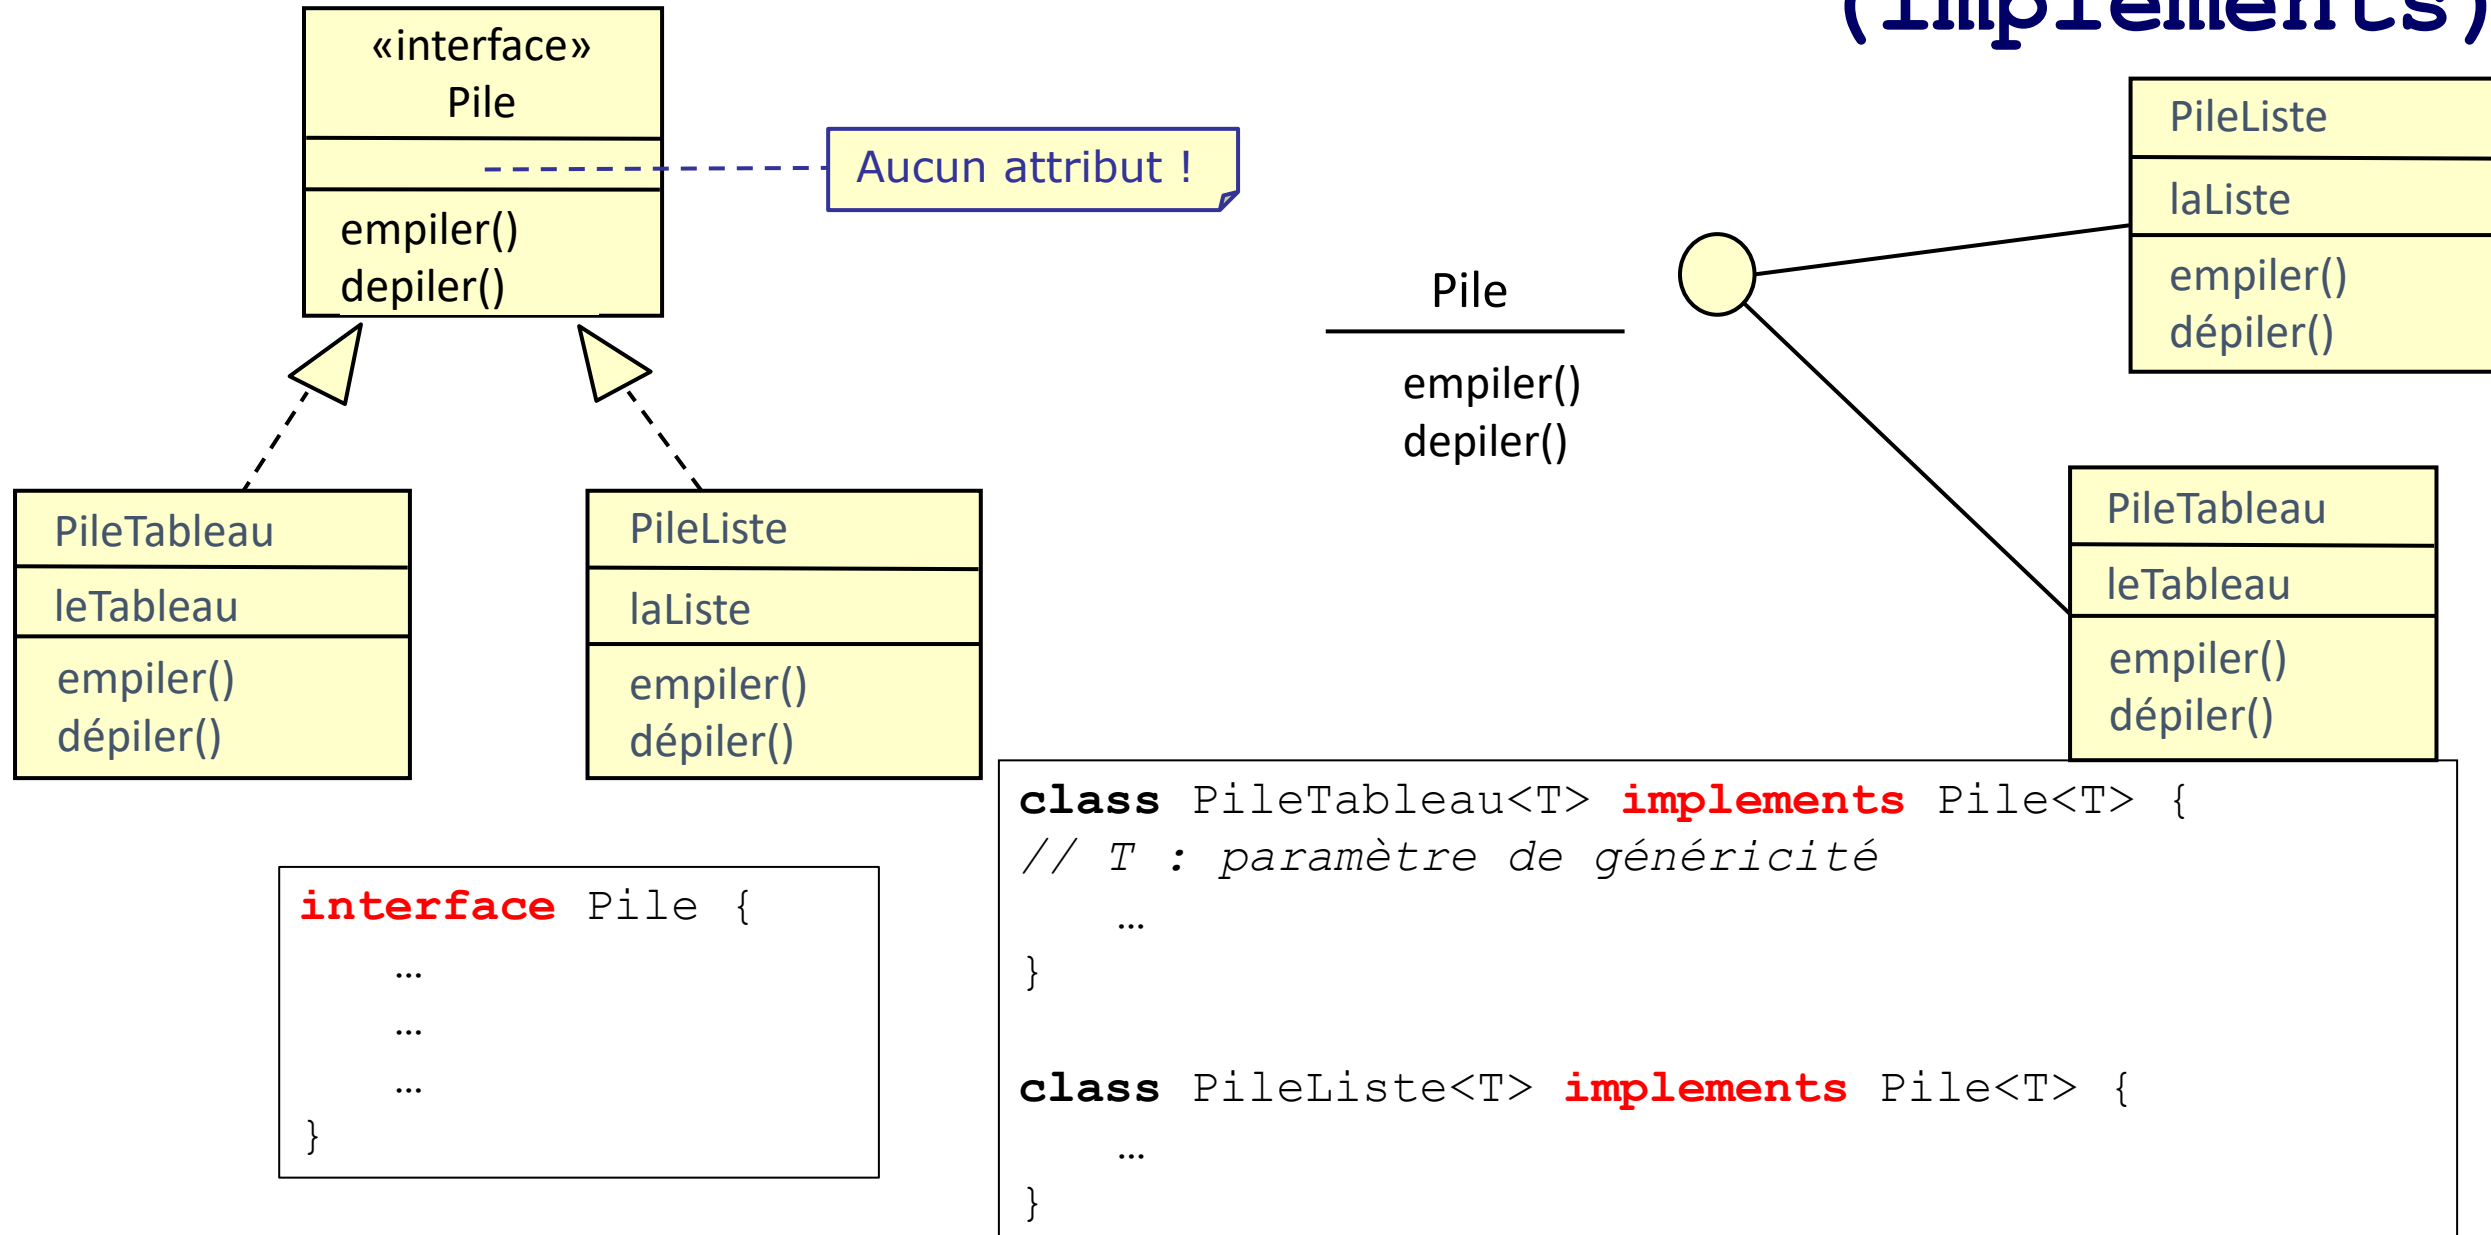 (implements)
«interface»
Pile
empiler()
depiler()
Aucun attribut !
PileTableau
leTableau
empiler()
dépiler()
PileListe
laListe
empiler()
dépiler()
Pile
empiler()
depiler()
PileListe
laListe
empiler()
dépiler()
PileTableau
leTableau
empiler()
dépiler()
interface Pile {
…
…
…
}
class PileTableau<T> implements Pile<T> {
// T : paramètre de généricité
…
}
class PileListe<T> implements Pile<T> {
…
}